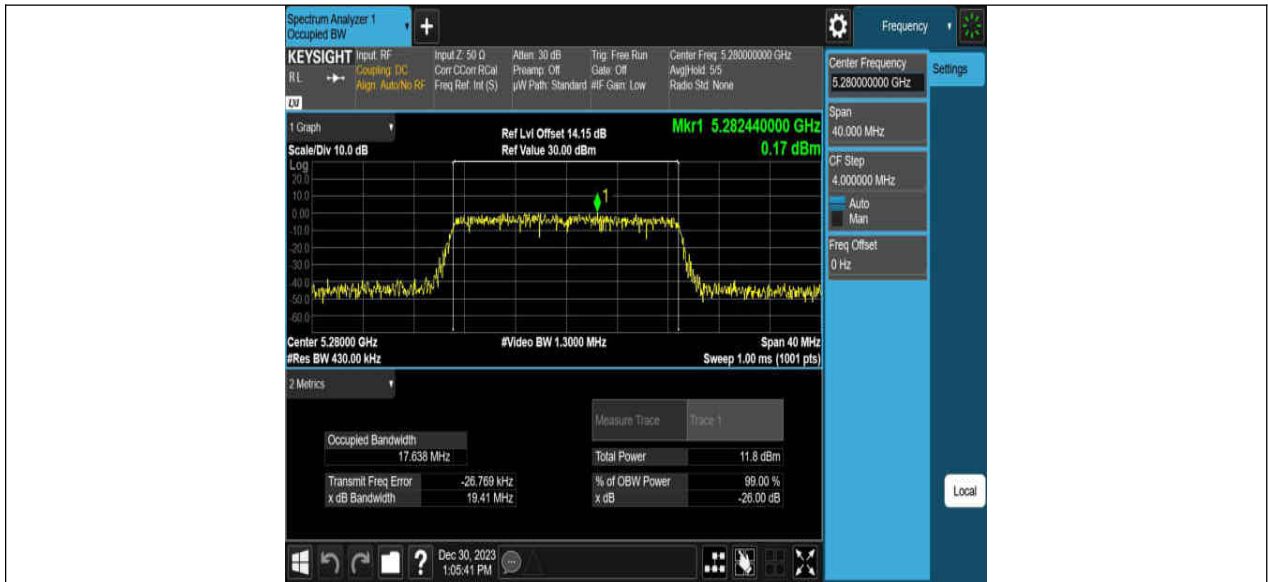 Spectrum Analyzer 1
Occupied BW
+
Frequency
KEYSIGHT
RL
LW
Input: RF
Coupling: DC
Align: Auto/No RF
Input Z: 50 Ω
Corr CCorr RCal
Freq Ref: Int (S)
Atten: 30 dB
Preamp: Off
µW Path: Standard
Trig: Free Run
Gate: Off
#IF Gain: Low
Center Freq: 5.280000000 GHz
Avg|Hold: 5/5
Radio Std: None
Center Frequency
5.280000000 GHz
Settings
Span
40.000 MHz
CF Step
4.000000 MHz
Auto
Man
Freq Offset
0 Hz
1 Graph
Scale/Div 10.0 dB
Ref Lvl Offset 14.15 dB
Ref Value 30.00 dBm
Mkr1 5.282440000 GHz
0.17 dBm
Log
20.0
10.0
0.00
-10.0
-20.0
-30.0
-40.0
-50.0
-60.0
1
Center 5.28000 GHz
#Res BW 430.00 kHz
#Video BW 1.3000 MHz
Span 40 MHz
Sweep 1.00 ms (1001 pts)
2 Metrics
Measure Trace Trace 1
Occupied Bandwidth
17.638 MHz
Total Power 11.8 dBm
Transmit Freq Error -26.769 kHz
% of OBW Power 99.00 %
x dB Bandwidth 19.41 MHz
x dB -26.00 dB
Local
?
Dec 30, 2023
1:05:41 PM